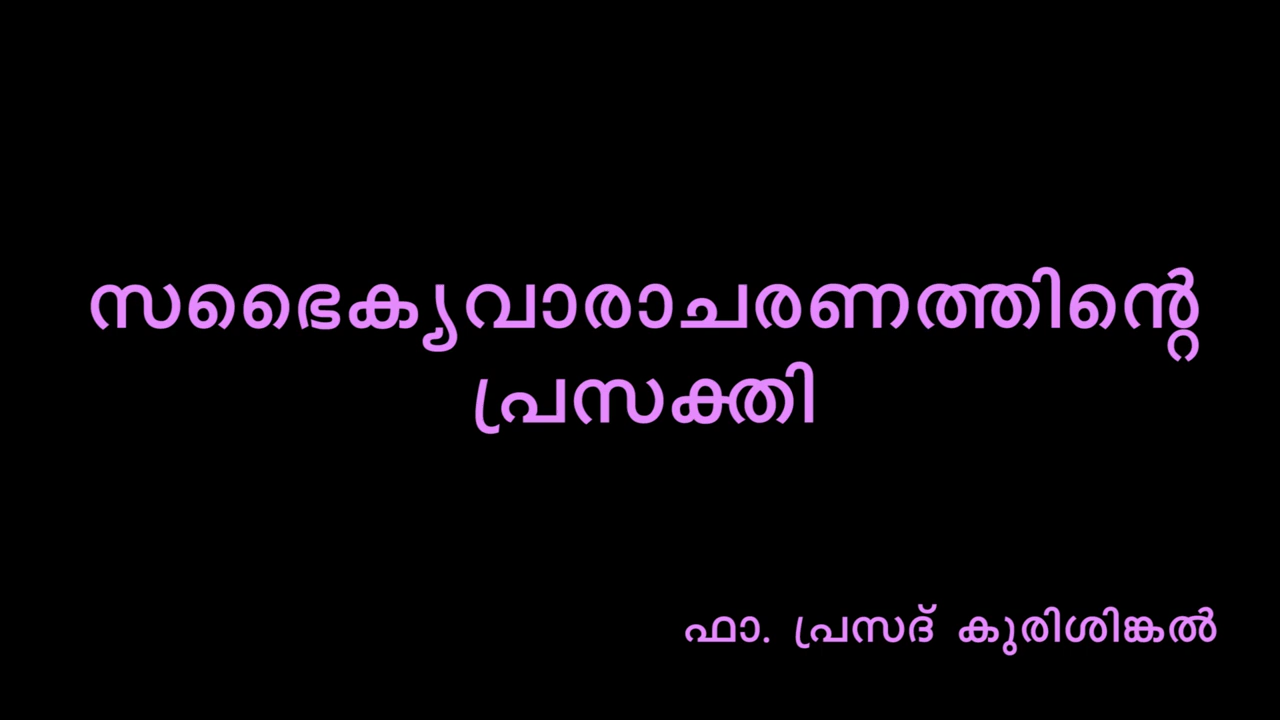 സഭൈക്യവാരാചരണത്തിന്റെ
പ്രസക്തി
ഫാ. പ്രസദ് കുരിശിങ്കൽ